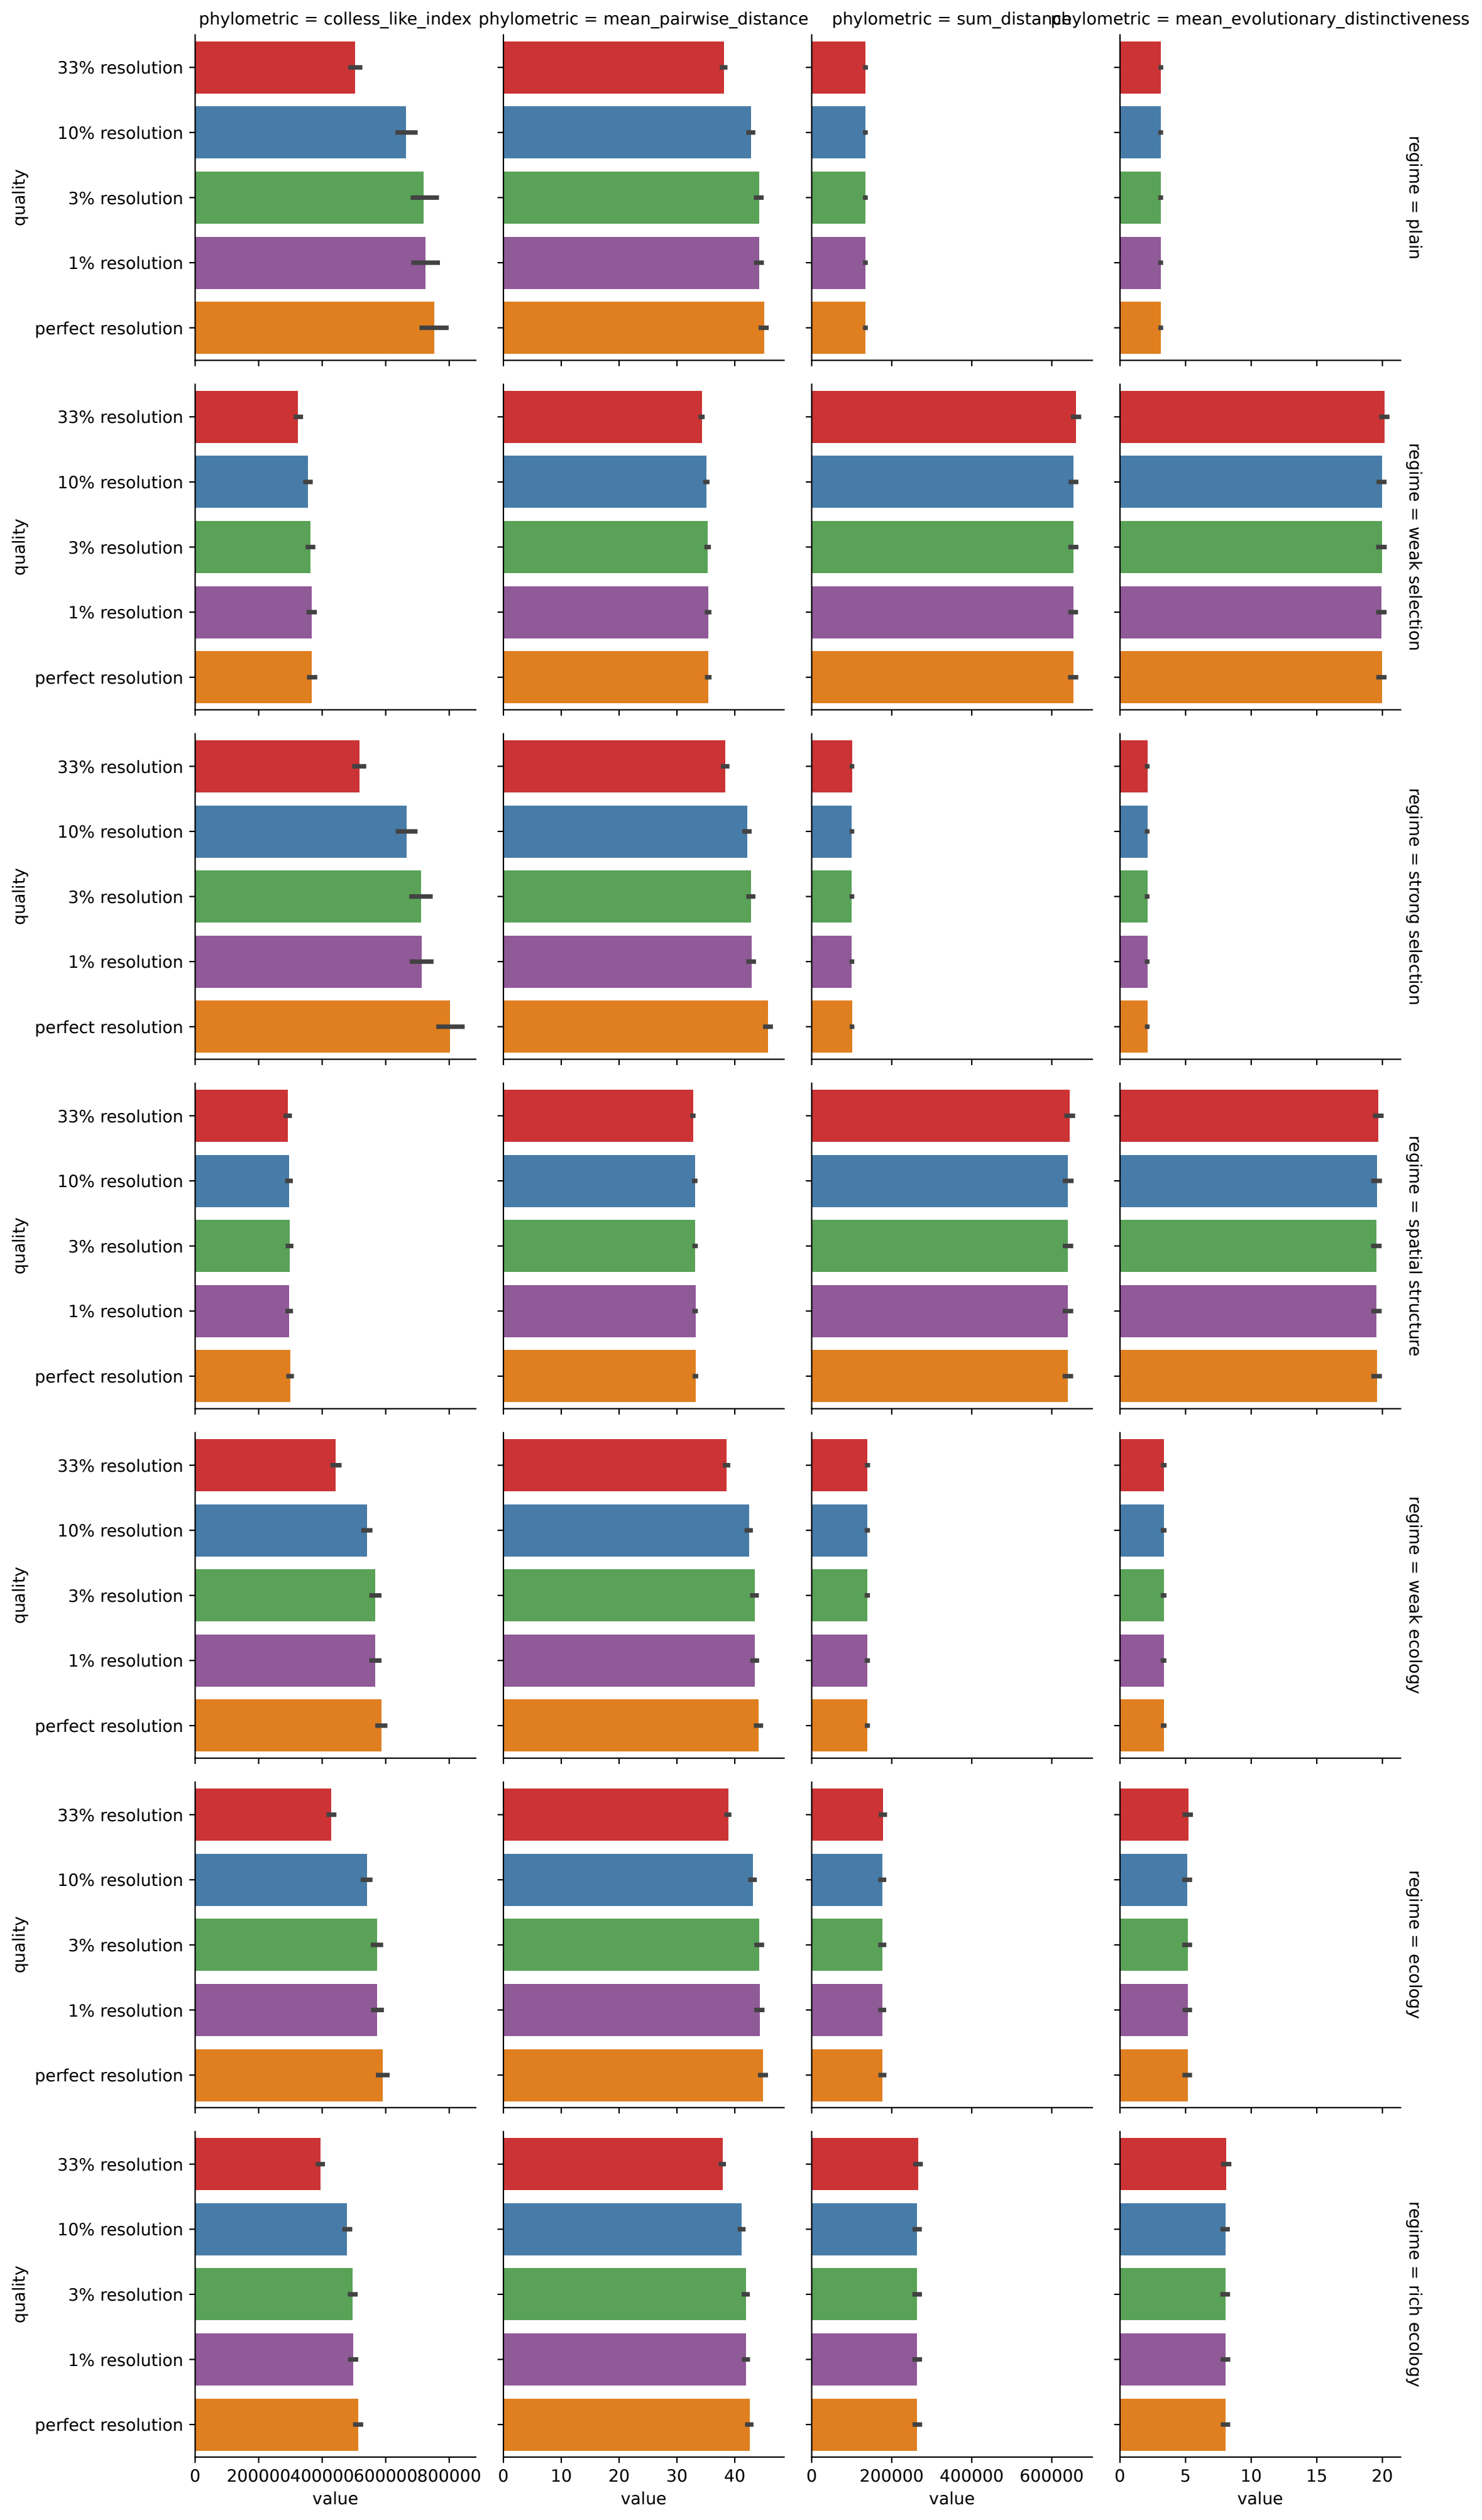 phylometric = colless_like_index
phylometric = mean_pairwise_distance
phylometric = sum_distance
phylometric = mean_evolutionary_distinctiveness
33% resolution
10% resolution
3% resolution
1% resolution
perfect resolution
quality
regime = plain
33% resolution
10% resolution
3% resolution
1% resolution
perfect resolution
quality
regime = weak selection
33% resolution
10% resolution
3% resolution
1% resolution
perfect resolution
quality
regime = strong selection
33% resolution
10% resolution
3% resolution
1% resolution
perfect resolution
quality
regime = spatial structure
33% resolution
10% resolution
3% resolution
1% resolution
perfect resolution
quality
regime = weak ecology
33% resolution
10% resolution
3% resolution
1% resolution
perfect resolution
quality
regime = ecology
33% resolution
10% resolution
3% resolution
1% resolution
perfect resolution
quality
regime = rich ecology
0 200000 400000 600000 800000
0 10 20 30 40
0 200000 400000 600000
0 5 10 15 20
value
value
value
value